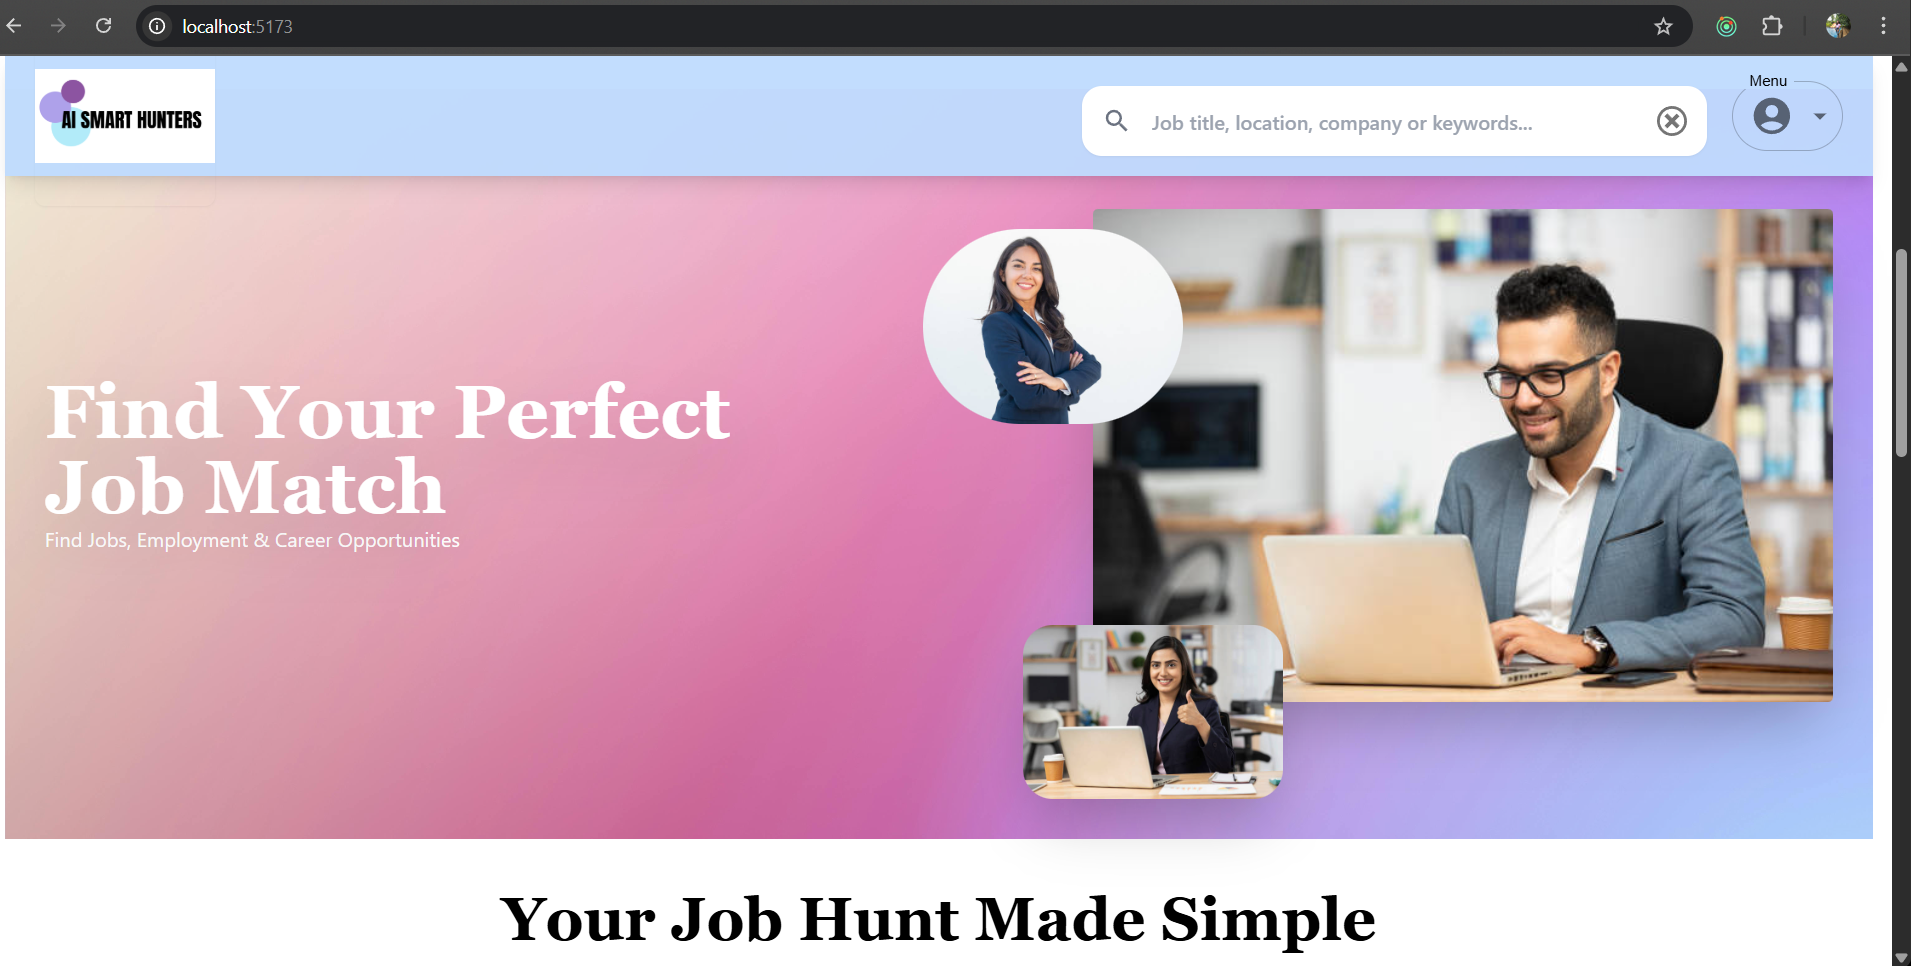 localhost:5173
AI SMART HUNTERS
Job title, location, company or keywords...
Menu
Find Your Perfect
Job Match
Find Jobs, Employment & Career Opportunities
Your Job Hunt Made Simple